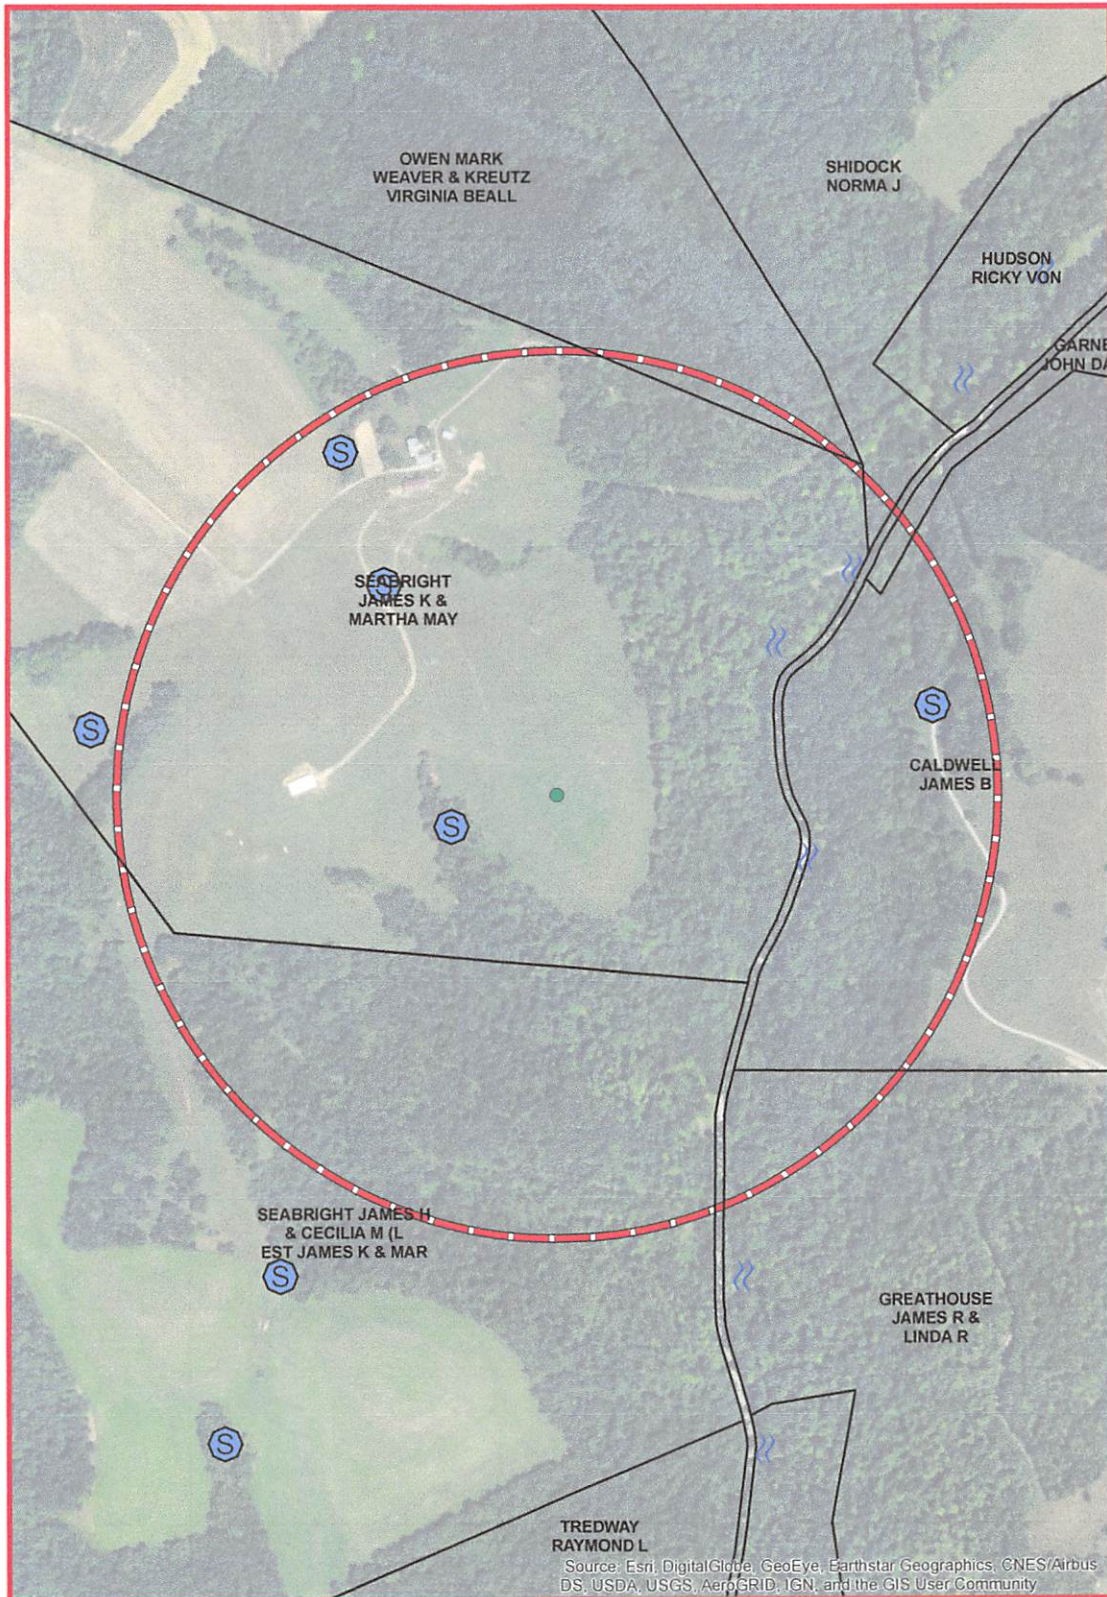 OWEN MARK
WEAVER & KREUTZ
VIRGINIA BEALL
SHIDOCK
NORMA J
HUDSON
RICKY VON
GARNE
JOHN DA
S
S
SEABRIGHT
JAMES K &
MARTHA MAY
S
S
CALDWELL
JAMES B
S
SEABRIGHT JAMES H
& CECILIA M (L
EST JAMES K & MAR
S
GREATHOUSE
JAMES R &
LINDA R
S
TREDWAY
RAYMOND L
Source: Esri, DigitalGlobe, GeoEye, Earthstar Geographics, CNES/Airbus
DS, USDA, USGS, AeroGRID, IGN, and the GIS User Community